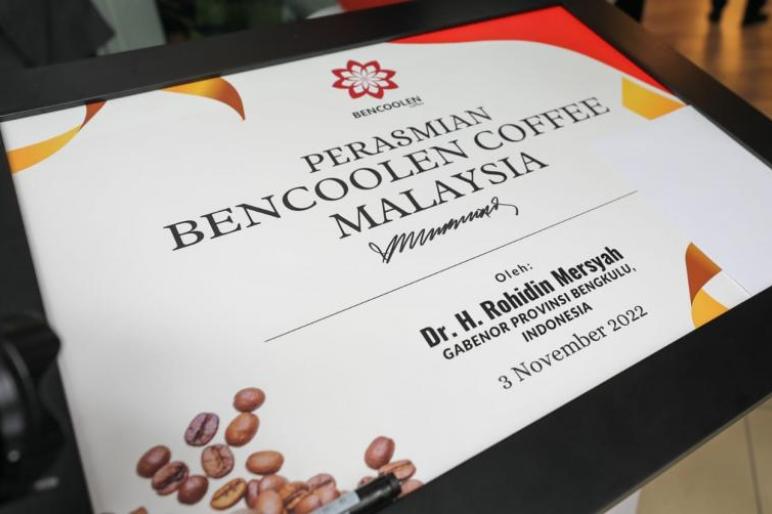 BENCOOLEN
PERASMIAN
BENCOOLEN COFFEE
MALAYSIA
Oleh:
Dr. H. Rohidin Mersyah
GABENOR PROVINSI BENGKULU,
INDONESIA
3 November 2022